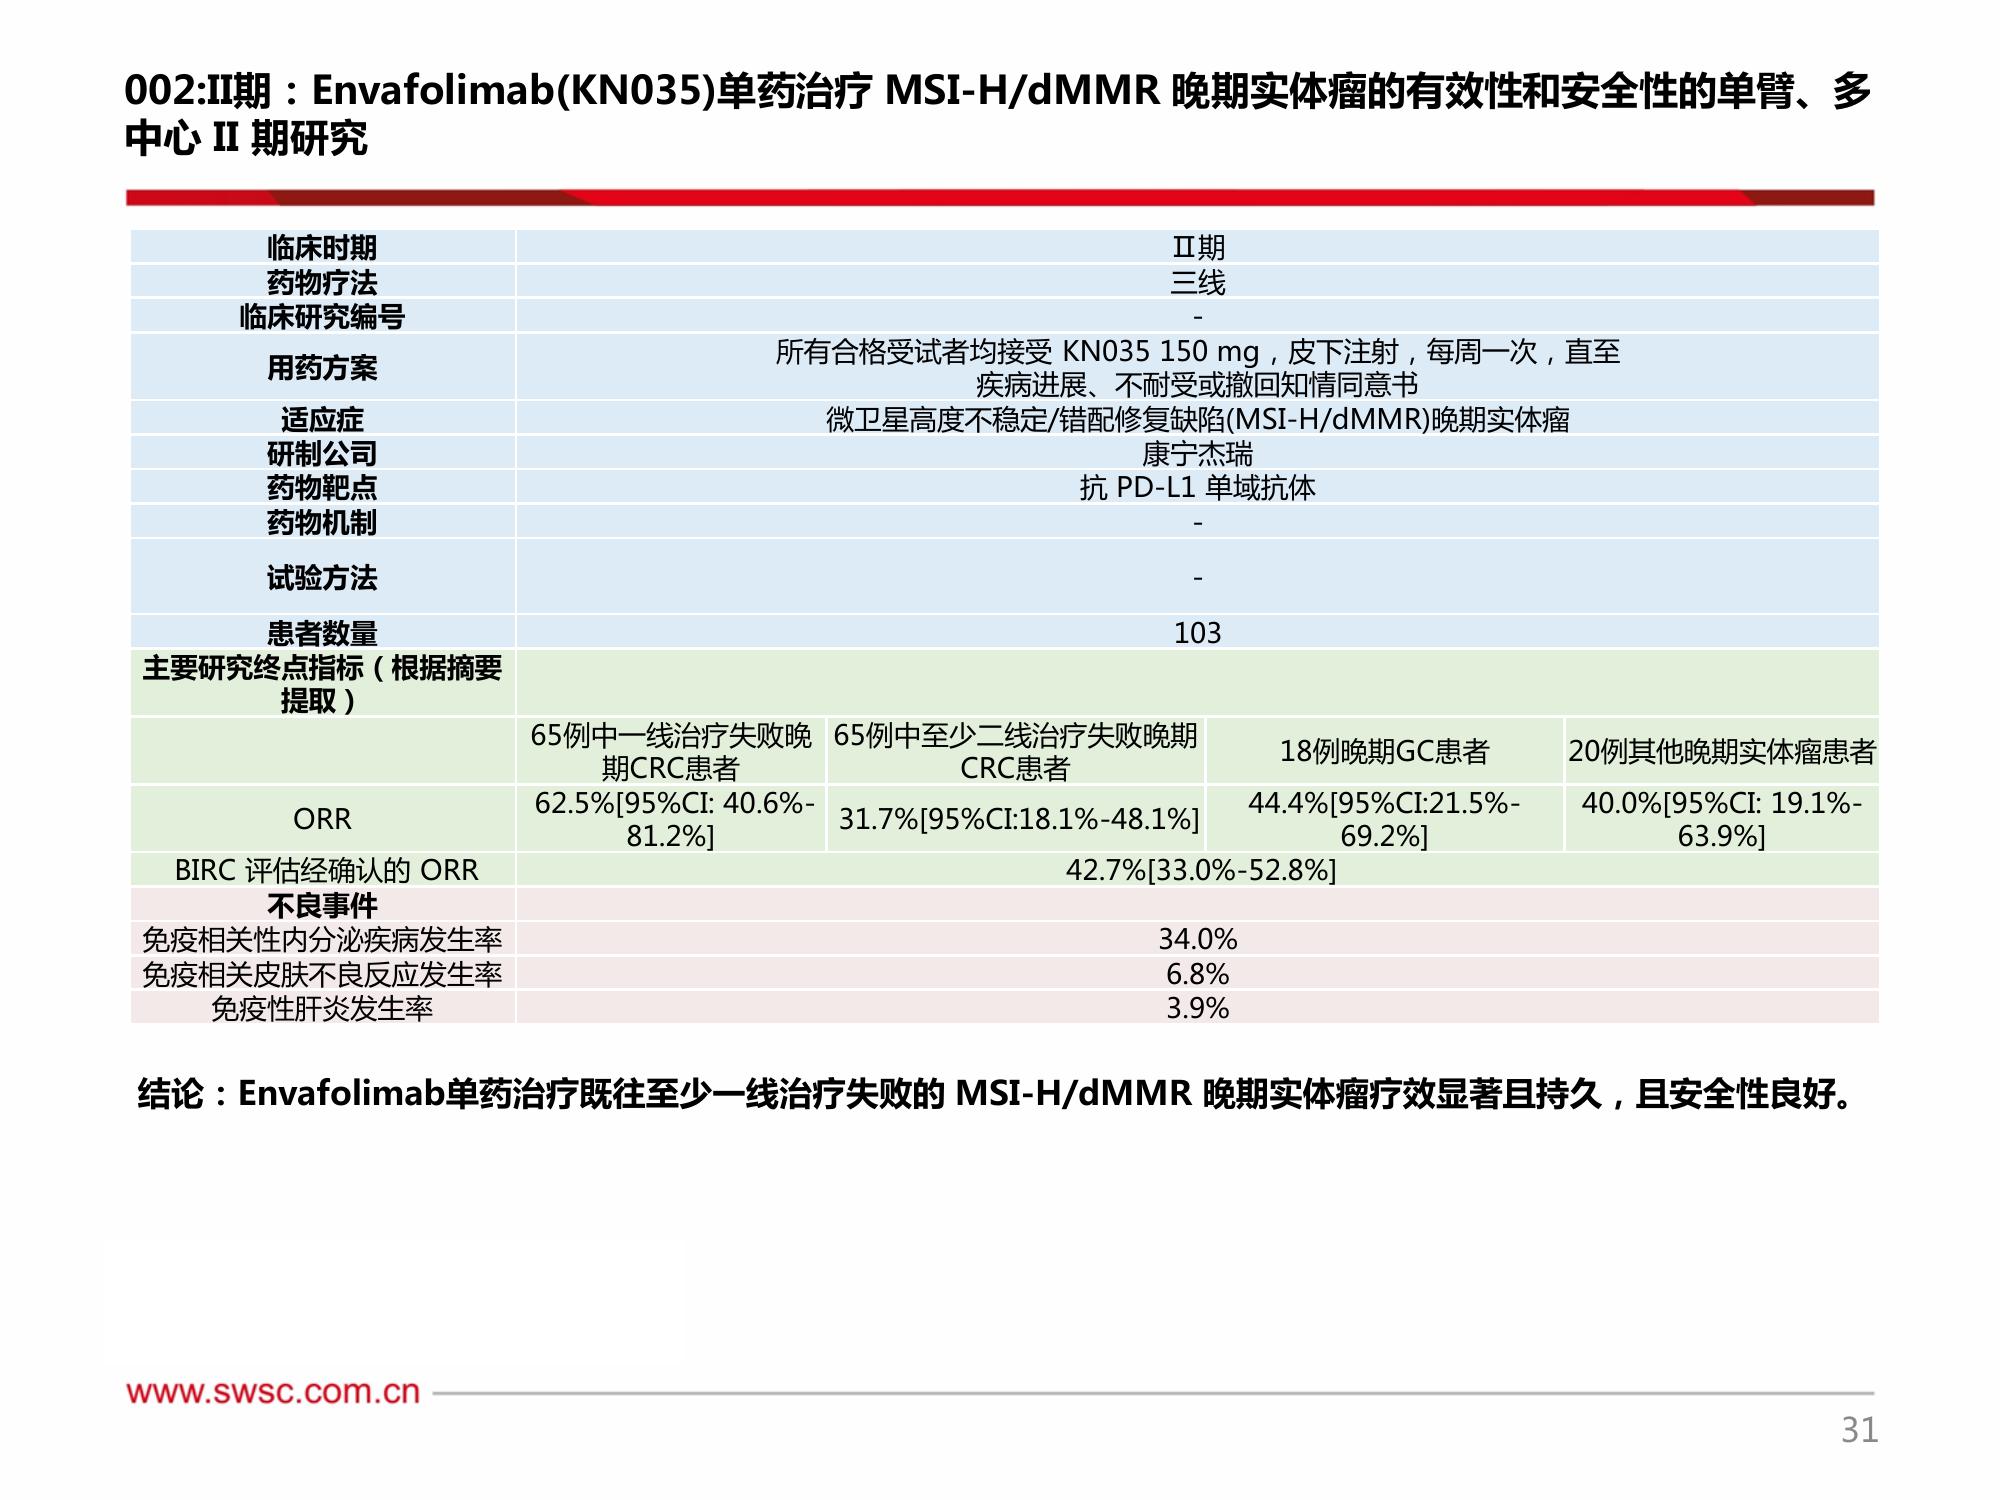 002:II期：Envafolimab(KN035)单药治疗 MSI-H/dMMR 晚期实体瘤的有效性和安全性的单臂、多
中心 II 期研究
临床时期 II期
药物疗法 三线
临床研究编号 -
用药方案 所有合格受试者均接受 KN035 150 mg，皮下注射，每周一次，直至
疾病进展、不耐受或撤回知情同意书
适应症 微卫星高度不稳定/错配修复缺陷(MSI-H/dMMR)晚期实体瘤
研制公司 康宁杰瑞
药物靶点 抗 PD-L1 单域抗体
药物机制 -
试验方法 -
患者数量 103
主要研究终点指标（根据摘要
提取）
65例中一线治疗失败晚
期CRC患者
65例中至少二线治疗失败晚期
CRC患者
18例晚期GC患者
20例其他晚期实体瘤患者
ORR
62.5%[95%CI: 40.6%-
81.2%]
31.7%[95%CI:18.1%-48.1%]
44.4%[95%CI:21.5%-
69.2%]
40.0%[95%CI: 19.1%-
63.9%]
BIRC 评估经确认的 ORR 42.7%[33.0%-52.8%]
不良事件
免疫相关性内分泌疾病发生率 34.0%
免疫相关皮肤不良反应发生率 6.8%
免疫性肝炎发生率 3.9%
结论：Envafolimab单药治疗既往至少一线治疗失败的 MSI-H/dMMR 晚期实体瘤疗效显著且持久，且安全性良好。
www.swsc.com.cn
31